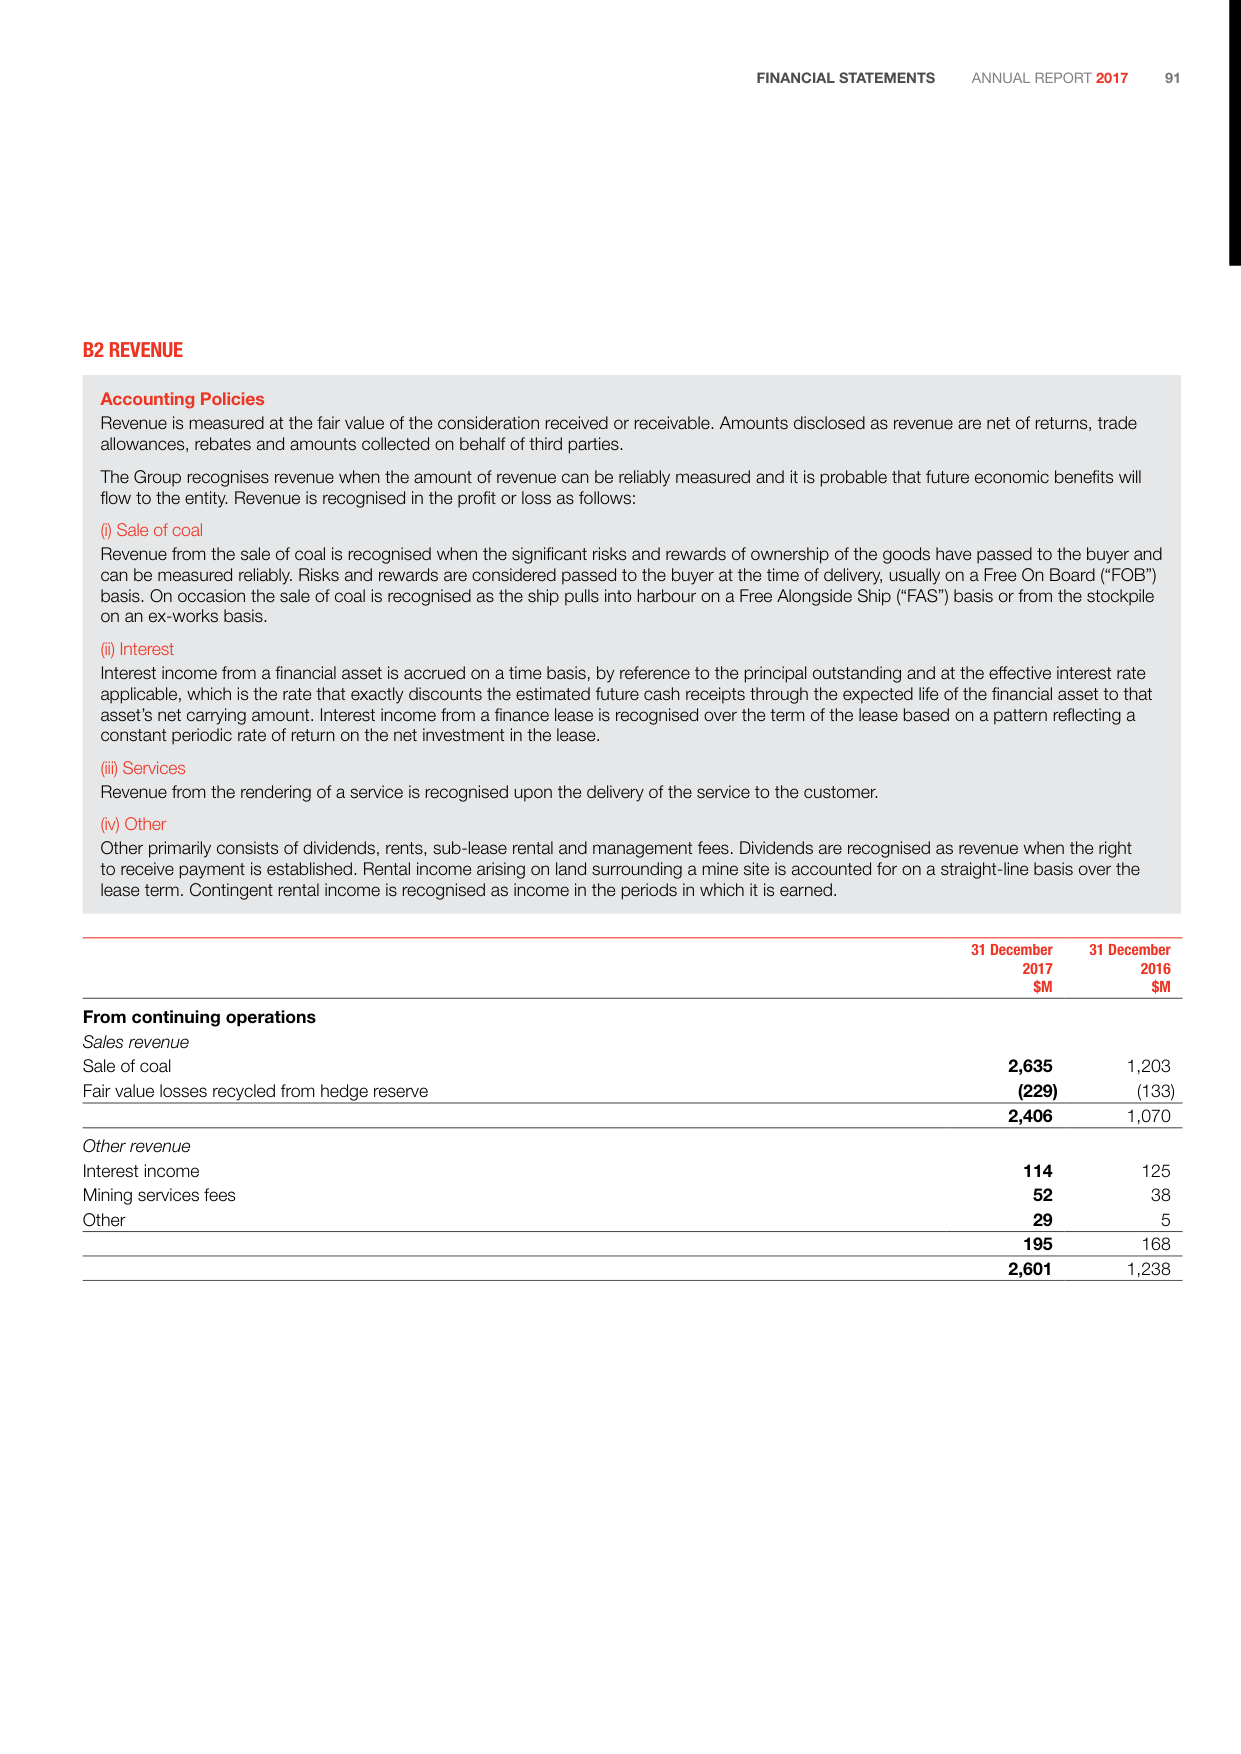 FINANCIAL STATEMENTS ANNUAL REPORT 2017 91
B2 REVENUE
Accounting Policies
Revenue is measured at the fair value of the consideration received or receivable. Amounts disclosed as revenue are net of returns, trade
allowances, rebates and amounts collected on behalf of third parties.
The Group recognises revenue when the amount of revenue can be reliably measured and it is probable that future economic benefits will
flow to the entity. Revenue is recognised in the profit or loss as follows:
(i) Sale of coal
Revenue from the sale of coal is recognised when the significant risks and rewards of ownership of the goods have passed to the buyer and
can be measured reliably. Risks and rewards are considered passed to the buyer at the time of delivery, usually on a Free On Board (“FOB”)
basis. On occasion the sale of coal is recognised as the ship pulls into harbour on a Free Alongside Ship (“FAS”) basis or from the stockpile
on an ex-works basis.
(ii) Interest
Interest income from a financial asset is accrued on a time basis, by reference to the principal outstanding and at the effective interest rate
applicable, which is the rate that exactly discounts the estimated future cash receipts through the expected life of the financial asset to that
asset’s net carrying amount. Interest income from a finance lease is recognised over the term of the lease based on a pattern reflecting a
constant periodic rate of return on the net investment in the lease.
(iii) Services
Revenue from the rendering of a service is recognised upon the delivery of the service to the customer.
(iv) Other
Other primarily consists of dividends, rents, sub-lease rental and management fees. Dividends are recognised as revenue when the right
to receive payment is established. Rental income arising on land surrounding a mine site is accounted for on a straight-line basis over the
lease term. Contingent rental income is recognised as income in the periods in which it is earned.
31 December 31 December
2017 2016
$M $M
From continuing operations
Sales revenue
Sale of coal 2,635 1,203
Fair value losses recycled from hedge reserve (229) (133)
2,406 1,070
Other revenue
Interest income 114 125
Mining services fees 52 38
Other 29 5
195 168
2,601 1,238